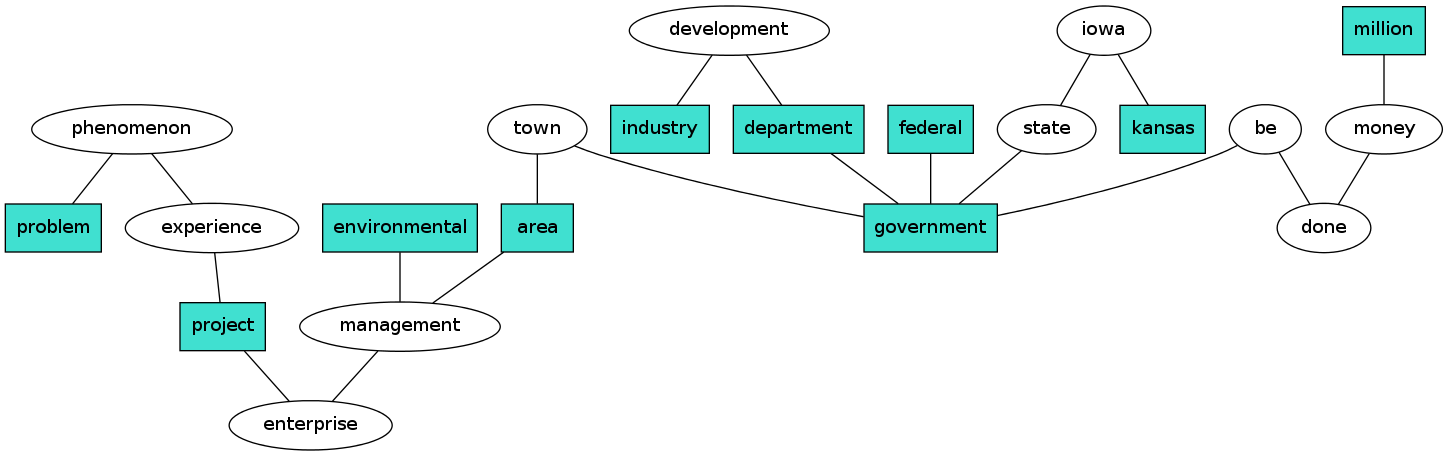 development
iowa
million
phenomenon
town
industry
department
federal
state
kansas
be
money
problem
experience
environmental
area
government
done
project
management
enterprise